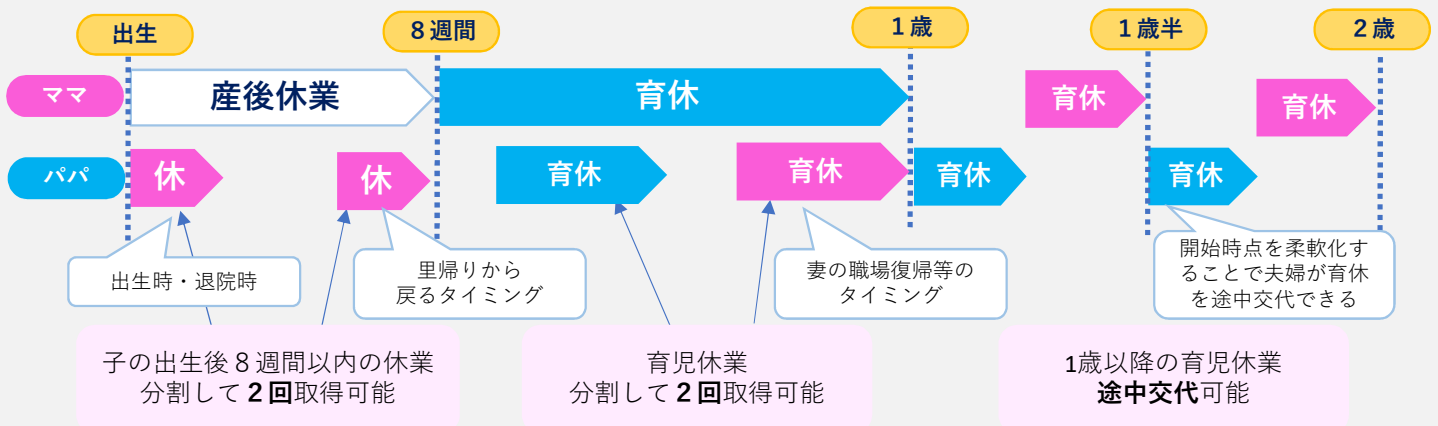 出生
８週間
１歳
１歳半
２歳
ママ
産後休業
育休
育休
育休
パパ
休
休
育休
育休
育休
育休
出生時・退院時
里帰りから
戻るタイミング
妻の職場復帰等の
タイミング
開始時点を柔軟化す
ることで夫婦が育休
を途中交代できる
子の出生後８週間以内の休業
分割して２回取得可能
育児休業
分割して２回取得可能
1歳以降の育児休業
途中交代可能